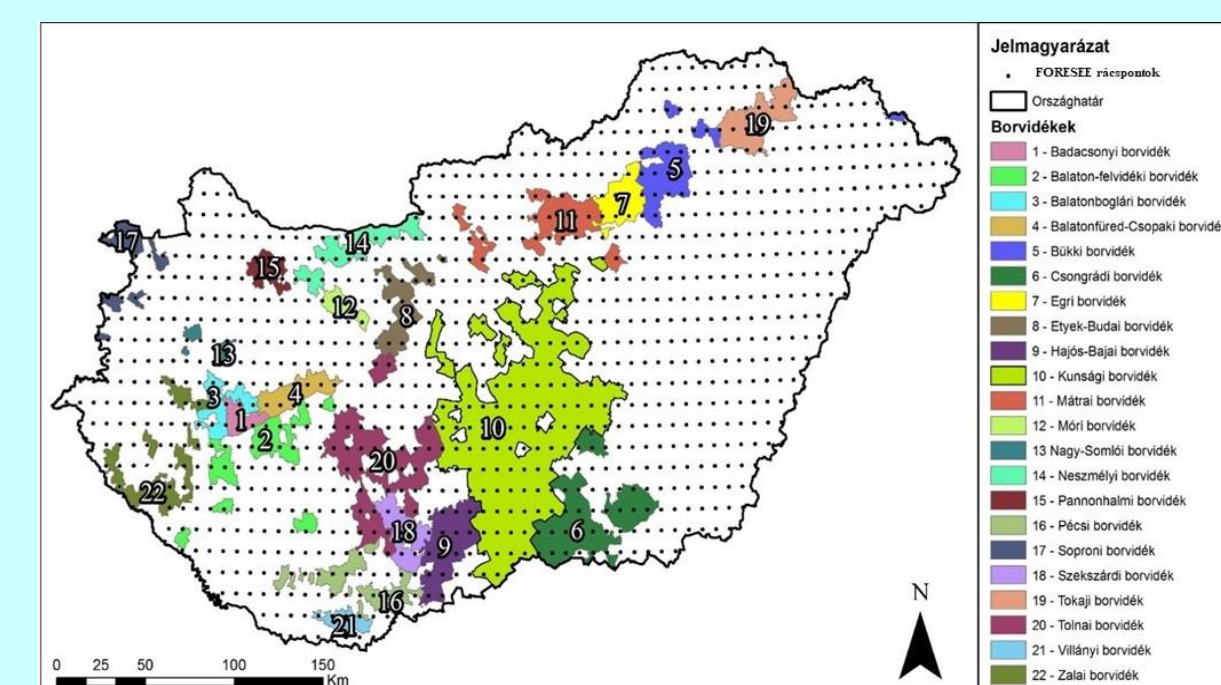 Jelmagyarázat
FORESEE rácspontok
Országhatár
Borvidékek
1 - Badacsonyi borvidék
2 - Balaton-felvidéki borvidék
3 - Balatonboglári borvidék
4 - Balatonfüred-Csopaki borvidé
5 - Bükki borvidék
6 - Csongrádi borvidék
7 - Egri borvidék
8 - Etyek-Budai borvidék
9 - Hajós-Bajai borvidék
10 - Kunsági borvidék
11 - Mátrai borvidék
12 - Móri borvidék
13 Nagy-Somlói borvidék
14 - Neszmélyi borvidék
15 - Pannonhalmi borvidék
16 - Pécsi borvidék
17 - Soproni borvidék
18 - Szekszárdi borvidék
19 - Tokaji borvidék
20 - Tolnai borvidék
21 - Villányi borvidék
22 - Zalai borvidék
19
5
7
11
17
14
15
12
8
13
3
4
1
2
10
20
22
18
9
6
16
21
N
0 25 50 100 150
Km